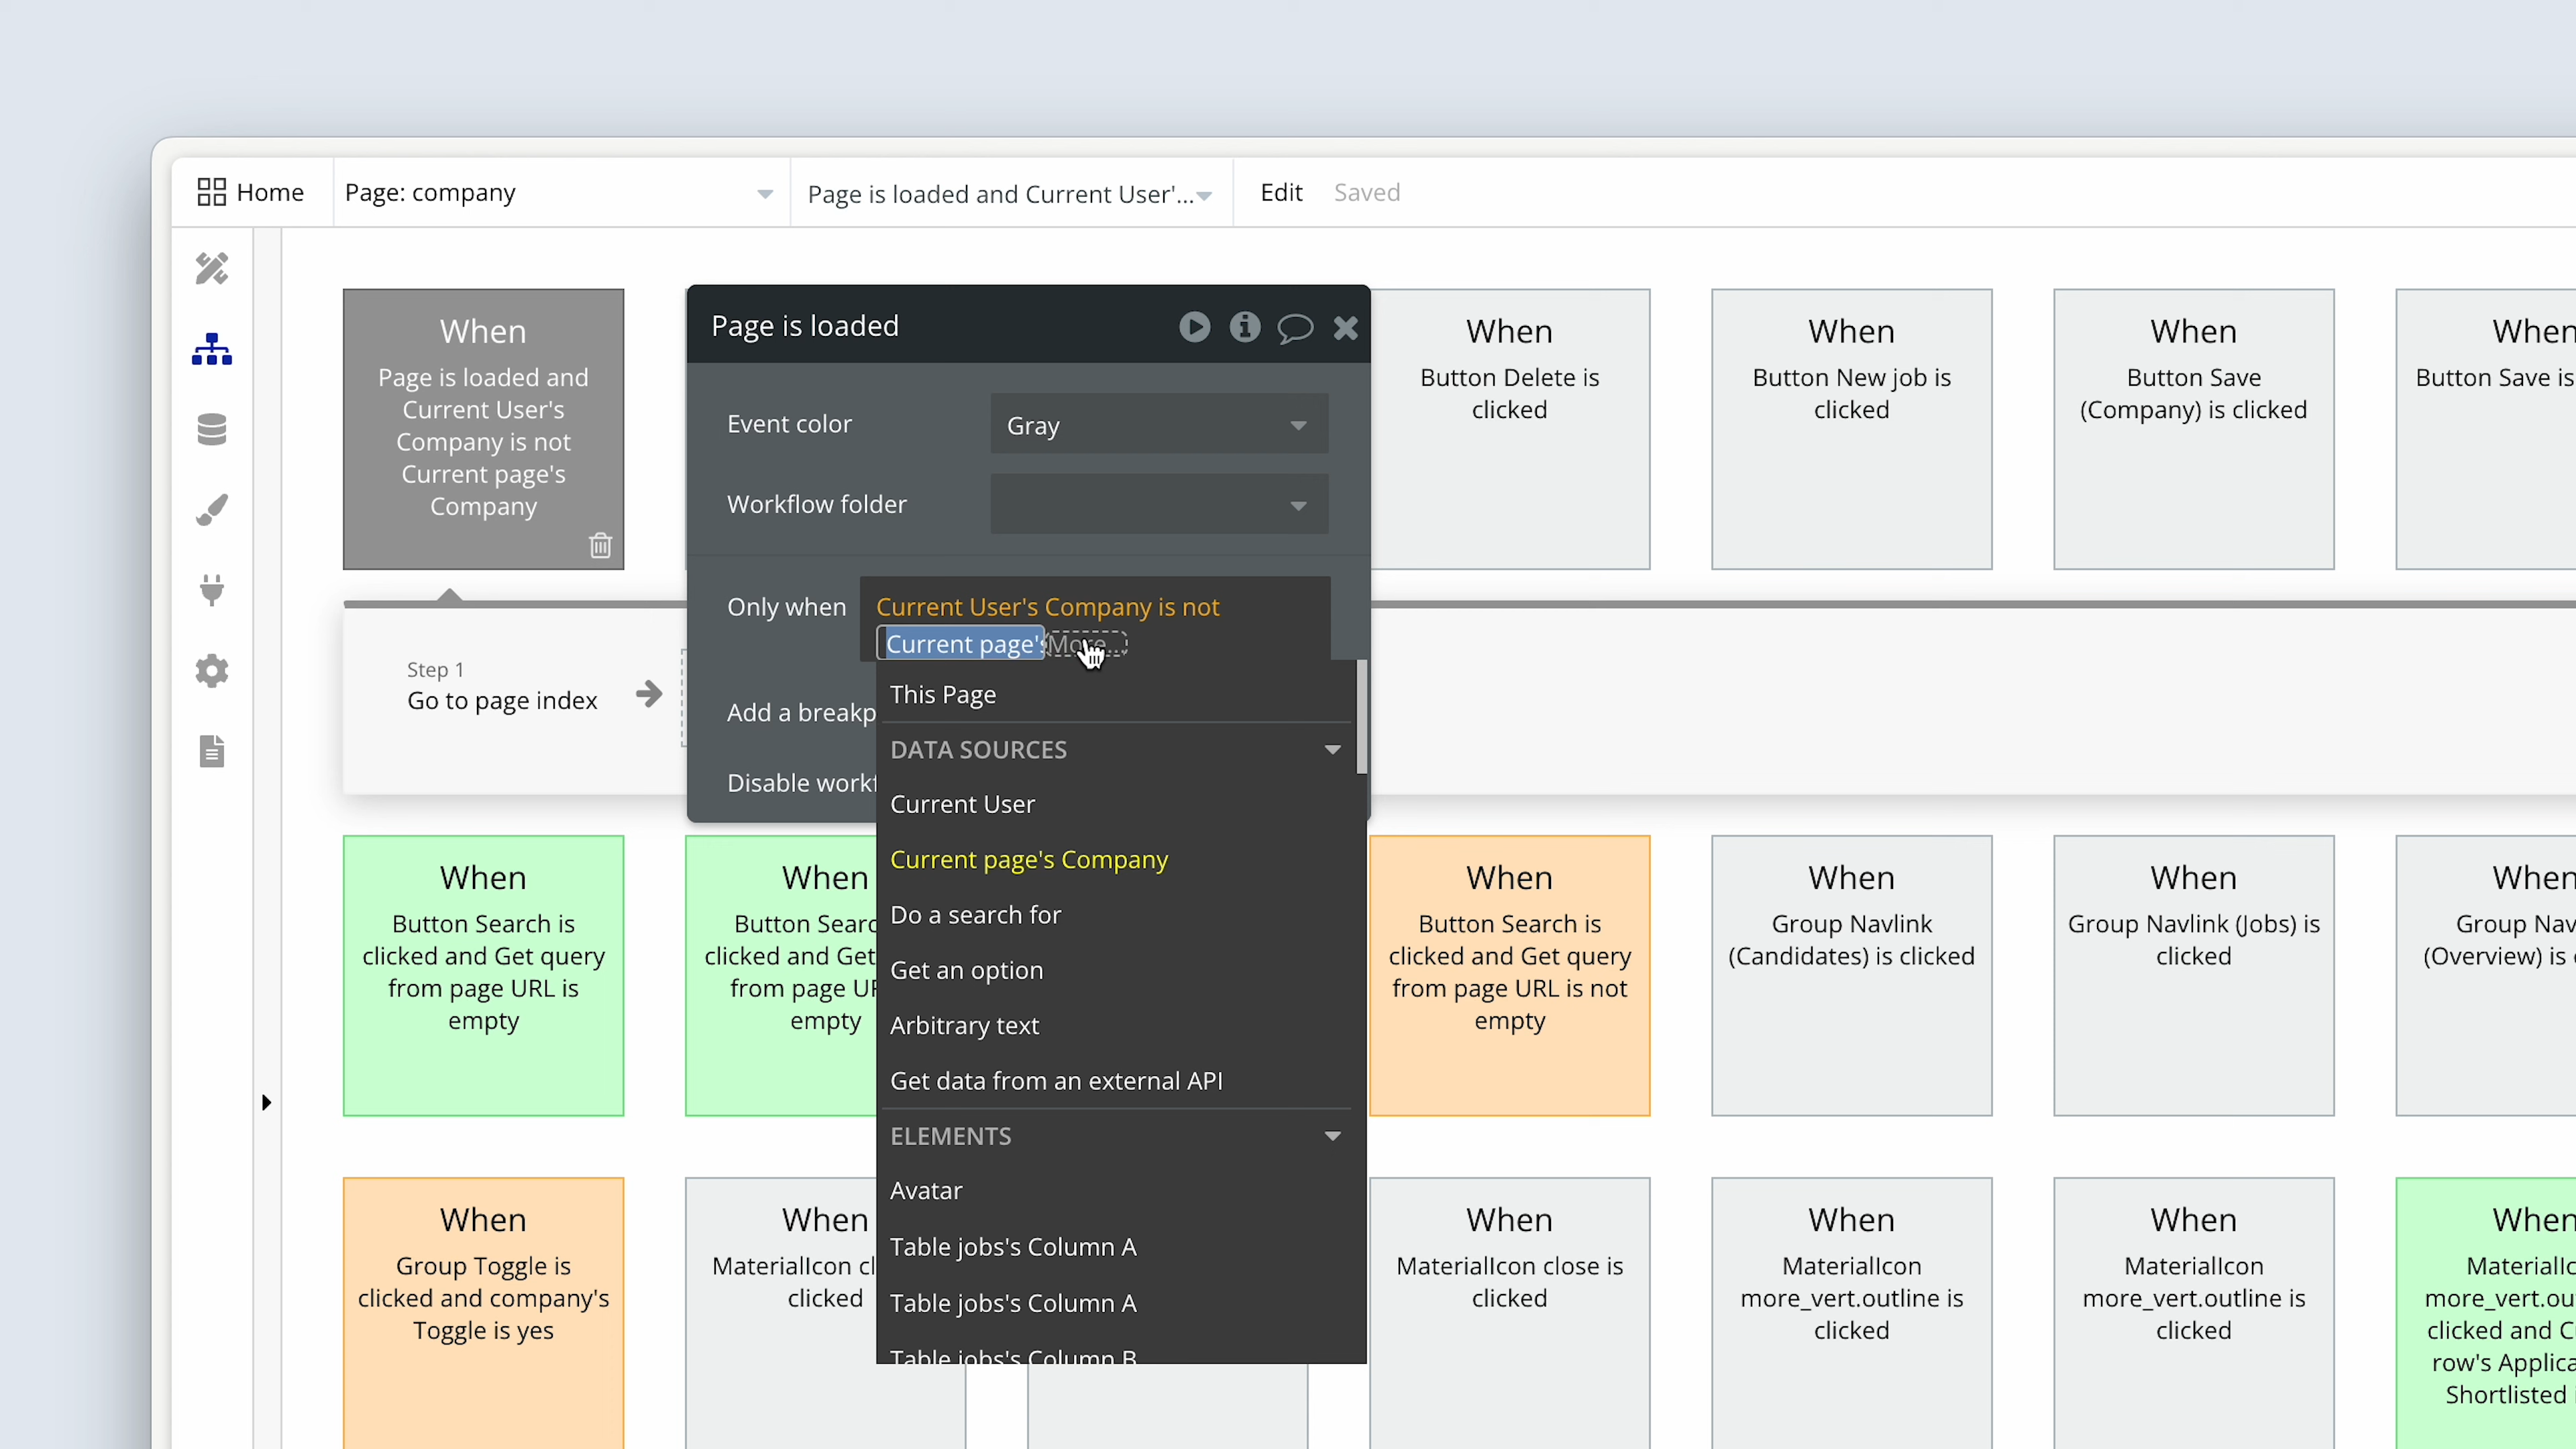 Home
Page: company
Page is loaded and Current User'...
Edit
Saved
When
Page is loaded and
Current User's
Company is not
Current page's
Company
Page is loaded
Event color
Gray
Workflow folder
Only when
Current User's Company is not
Current page's
More...
Add a breakp
Disable workf
This Page
DATA SOURCES
Current User
Current page's Company
Do a search for
Get an option
Arbitrary text
Get data from an external API
ELEMENTS
Avatar
Table jobs's Column A
Table jobs's Column A
Table jobs's Column B
When
Button Delete is
clicked
When
Button New job is
clicked
When
Button Save
(Company) is clicked
When
Button Save is
Step 1
Go to page index
When
Button Search is
clicked and Get query
from page URL is
empty
When
Button Searc
clicked and Get
from page UR
empty
When
Button Search is
clicked and Get query
from page URL is not
empty
When
Group Navlink
(Candidates) is clicked
When
Group Navlink (Jobs) is
clicked
When
Group Nav
(Overview) is
When
Group Toggle is
clicked and company's
Toggle is yes
When
MaterialIcon cl
clicked
When
MaterialIcon close is
clicked
When
MaterialIcon
more_vert.outline is
clicked
When
MaterialIcon
more_vert.outline is
clicked
When
MaterialIc
more_vert.ou
clicked and C
row's Applica
Shortlisted